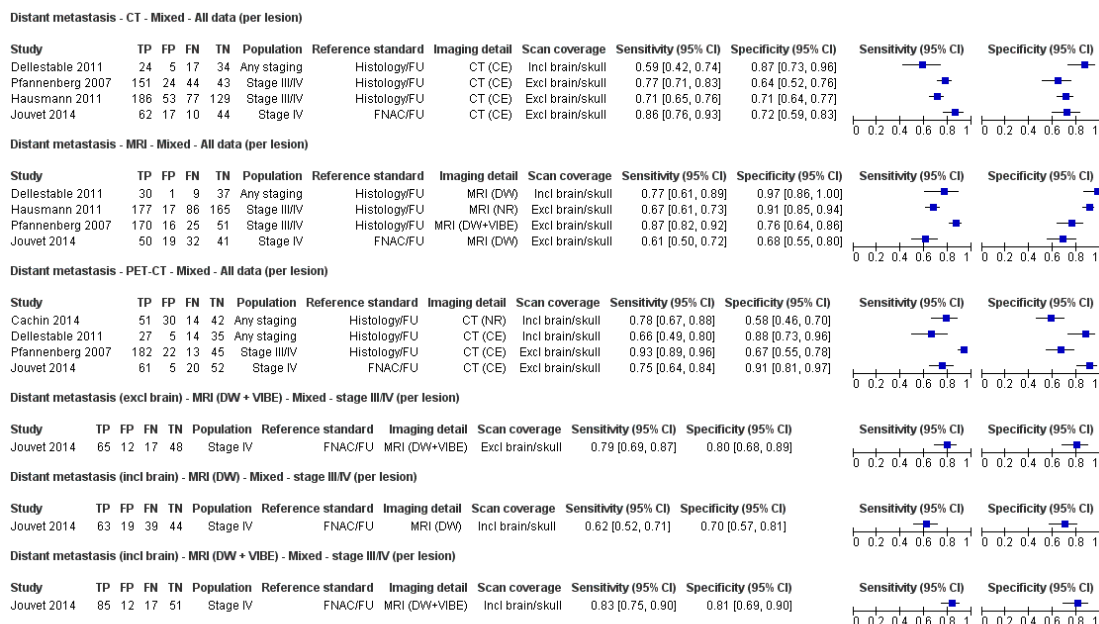 Distant metastasis - CT - Mixed - All data (per lesion)
Study TP FP FN TN Population Reference standard Imaging detail Scan coverage Sensitivity (95% CI) Specificity (95% CI) Sensitivity (95% CI) Specificity (95% CI)
Dellestable 2011 24 5 17 34 Any staging Histology/FU CT (CE) Incl brain/skull 0.59 [0.42, 0.74] 0.87 [0.73, 0.96]
Pfannenberg 2007 151 24 44 43 Stage III/IV Histology/FU CT (CE) Excl brain/skull 0.77 [0.71, 0.83] 0.64 [0.52, 0.76]
Hausmann 2011 186 53 77 129 Stage III/IV Histology/FU CT (CE) Excl brain/skull 0.71 [0.65, 0.76] 0.71 [0.64, 0.77]
Jouvet 2014 62 17 10 44 Stage IV FNAC/FU CT (CE) Excl brain/skull 0.86 [0.76, 0.93] 0.72 [0.59, 0.83]
0 0.2 0.4 0.6 0.8 1 0 0.2 0.4 0.6 0.8 1
Distant metastasis - MRI - Mixed - All data (per lesion)
Study TP FP FN TN Population Reference standard Imaging detail Scan coverage Sensitivity (95% CI) Specificity (95% CI) Sensitivity (95% CI) Specificity (95% CI)
Dellestable 2011 30 1 9 37 Any staging Histology/FU MRI (DW) Incl brain/skull 0.77 [0.61, 0.89] 0.97 [0.86, 1.00]
Hausmann 2011 177 17 86 165 Stage III/IV Histology/FU MRI (NR) Excl brain/skull 0.67 [0.61, 0.73] 0.91 [0.85, 0.94]
Pfannenberg 2007 170 16 25 51 Stage III/IV Histology/FU MRI (DW+VIBE) Excl brain/skull 0.87 [0.82, 0.92] 0.76 [0.64, 0.86]
Jouvet 2014 50 19 32 41 Stage IV FNAC/FU MRI (DW) Excl brain/skull 0.61 [0.50, 0.72] 0.68 [0.55, 0.80]
0 0.2 0.4 0.6 0.8 1 0 0.2 0.4 0.6 0.8 1
Distant metastasis - PET-CT - Mixed - All data (per lesion)
Study TP FP FN TN Population Reference standard Imaging detail Scan coverage Sensitivity (95% CI) Specificity (95% CI) Sensitivity (95% CI) Specificity (95% CI)
Cachin 2014 51 30 14 42 Any staging Histology/FU CT (NR) Incl brain/skull 0.78 [0.67, 0.88] 0.58 [0.46, 0.70]
Dellestable 2011 27 5 14 35 Any staging Histology/FU CT (CE) Incl brain/skull 0.66 [0.49, 0.80] 0.88 [0.73, 0.96]
Pfannenberg 2007 182 22 13 45 Stage III/IV Histology/FU CT (CE) Excl brain/skull 0.93 [0.89, 0.96] 0.67 [0.55, 0.78]
Jouvet 2014 61 5 20 52 Stage IV FNAC/FU CT (CE) Excl brain/skull 0.75 [0.64, 0.84] 0.91 [0.81, 0.97]
0 0.2 0.4 0.6 0.8 1 0 0.2 0.4 0.6 0.8 1
Distant metastasis (excl brain) - MRI (DW + VIBE) - Mixed - stage III/IV (per lesion)
Study TP FP FN TN Population Reference standard Imaging detail Scan coverage Sensitivity (95% CI) Specificity (95% CI) Sensitivity (95% CI) Specificity (95% CI)
Jouvet 2014 65 12 17 48 Stage IV FNAC/FU MRI (DW+VIBE) Excl brain/skull 0.79 [0.69, 0.87] 0.80 [0.68, 0.89]
0 0.2 0.4 0.6 0.8 1 0 0.2 0.4 0.6 0.8 1
Distant metastasis (incl brain) - MRI (DW) - Mixed - stage III/IV (per lesion)
Study TP FP FN TN Population Reference standard Imaging detail Scan coverage Sensitivity (95% CI) Specificity (95% CI) Sensitivity (95% CI) Specificity (95% CI)
Jouvet 2014 63 19 39 44 Stage IV FNAC/FU MRI (DW) Incl brain/skull 0.62 [0.52, 0.71] 0.70 [0.57, 0.81]
0 0.2 0.4 0.6 0.8 1 0 0.2 0.4 0.6 0.8 1
Distant metastasis (incl brain) - MRI (DW + VIBE) - Mixed - stage III/IV (per lesion)
Study TP FP FN TN Population Reference standard Imaging detail Scan coverage Sensitivity (95% CI) Specificity (95% CI) Sensitivity (95% CI) Specificity (95% CI)
Jouvet 2014 85 12 17 51 Stage IV FNAC/FU MRI (DW+VIBE) Incl brain/skull 0.83 [0.75, 0.90] 0.81 [0.69, 0.90]
0 0.2 0.4 0.6 0.8 1 0 0.2 0.4 0.6 0.8 1